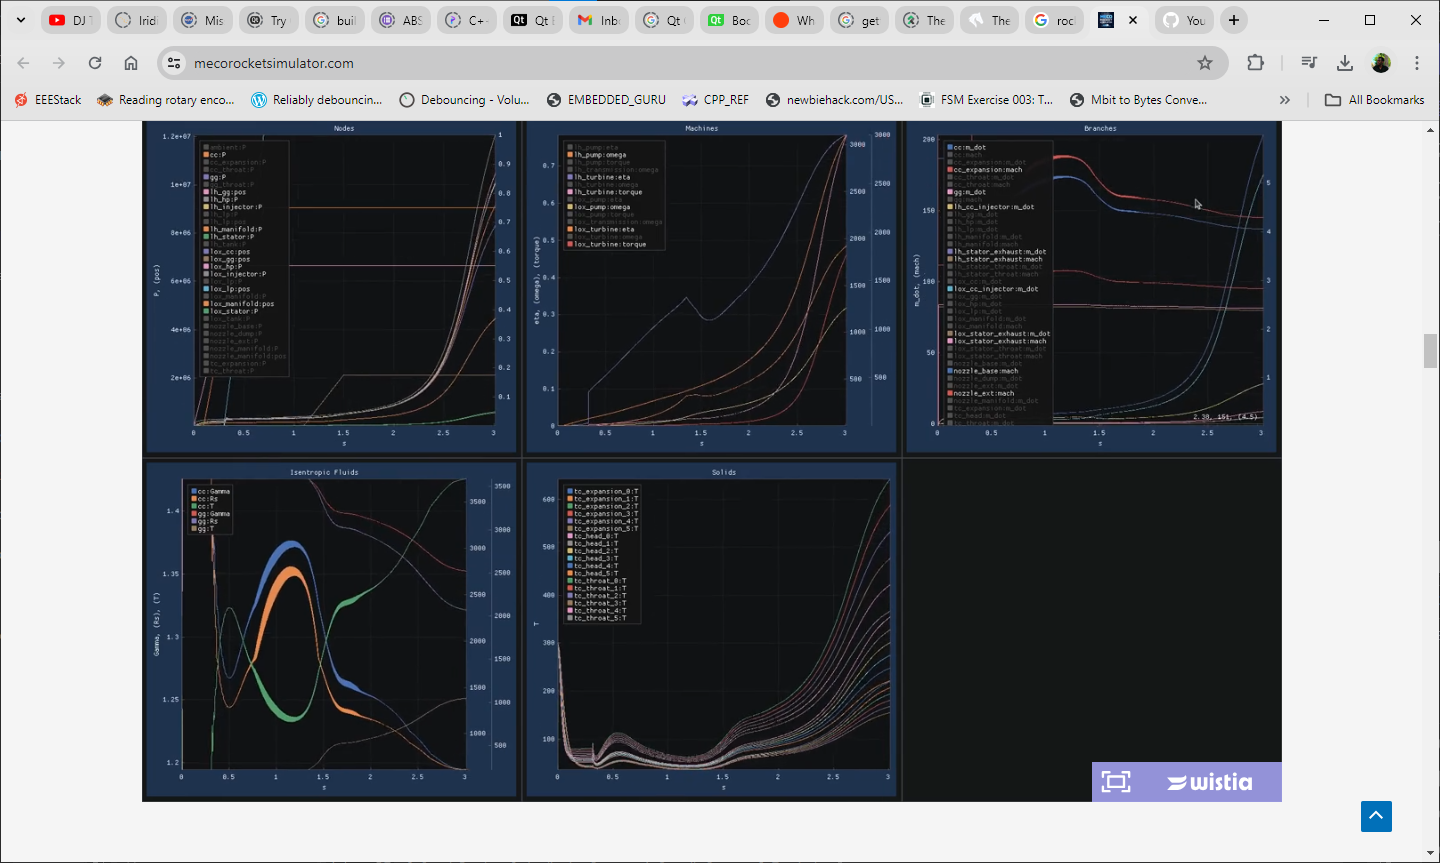 DJ T
Iridi
Mis
Try
buil
ABS
C+
Qt E
Inbo
Qt
Boc
Wh
get
The
The
roc
You
mecorocketsimulator.com
EEEStack
Reading rotary enco...
Reliably debouncin...
Debouncing - Volu...
EMBEDDED_GURU
CPP_REF
newbiehack.com/US...
FSM Exercise 003: T...
Mbit to Bytes Conve...
All Bookmarks
Nodes
1.2e+07
1e+07
8e+06
6e+06
4e+06
2e+06
P, (pos)
ambient:P
cc:P
cc_expansion:P
cc_throat:P
gg:P
gg_throat:P
lh_gg:pos
lh_hp:P
lh_injector:P
lh_lp:P
lh_lp:pos
lh_manifold:P
lh_stator:P
lh_tank:P
lox_cc:pos
lox_gg:pos
lox_hp:P
lox_injector:P
lox_lp:P
lox_lp:pos
lox_manifold:P
lox_manifold:pos
lox_stator:P
lox_tank:P
nozzle_base:P
nozzle_dump:P
nozzle_ext:P
nozzle_manifold:P
nozzle_manifold:pos
tc_expansion:P
tc_throat:P
1
0.9
0.8
0.7
0.6
0.5
0.4
0.3
0.2
0.1
0 0.5 1 1.5 2 2.5 3
s
Machines
0.7
0.6
0.5
0.4
0.3
0.2
0.1
0
eta, (omega), (torque)
lh_pump:eta
lh_pump:omega
lh_pump:torque
lh_transmission:omega
lh_turbine:eta
lh_turbine:omega
lh_turbine:torque
lox_pump:eta
lox_pump:omega
lox_pump:torque
lox_transmission:omega
lox_turbine:eta
lox_turbine:omega
lox_turbine:torque
3000
2500
2000
1500
1000
500
3000
2500
2000
1500
1000
500
0.5 1 1.5 2 2.5 3
s
Branches
200
150
100
50
0
m_dot, (mach)
cc:m_dot
cc:mach
cc_expansion:m_dot
cc_expansion:mach
cc_throat:m_dot
cc_throat:mach
gg:m_dot
gg:mach
lh_cc_injector:m_dot
lh_gg:m_dot
lh_hp:m_dot
lh_lp:m_dot
lh_manifold:m_dot
lh_manifold:mach
lh_stator_exhaust:m_dot
lh_stator_exhaust:mach
lh_stator_throat:m_dot
lh_stator_throat:mach
lox_cc:m_dot
lox_cc_injector:m_dot
lox_gg:m_dot
lox_hp:m_dot
lox_lp:m_dot
lox_manifold:m_dot
lox_manifold:mach
lox_stator_exhaust:m_dot
lox_stator_exhaust:mach
lox_stator_throat:m_dot
lox_stator_throat:mach
nozzle_base:m_dot
nozzle_base:mach
nozzle_dump:m_dot
nozzle_ext:m_dot
nozzle_ext:mach
nozzle_manifold:m_dot
tc_expansion:m_dot
tc_head:m_dot
tc_throat:m_dot
5
4
3
2
1
2.38, 151, (4.5)
0 0.5 1 1.5 2 2.5 3
s
Isentropic Fluids
1.4
1.35
1.3
1.25
1.2
Gamma, (Rs), (T)
cc:Gamma
cc:Rs
cc:T
gg:Gamma
gg:Rs
gg:T
3500
3000
2500
2000
1500
1000
500
3500
3000
2500
2000
1500
1000
500
0 0.5 1 1.5 2 2.5 3
s
Solids
600
500
400
300
200
100
T
tc_expansion_0:T
tc_expansion_1:T
tc_expansion_2:T
tc_expansion_3:T
tc_expansion_4:T
tc_expansion_5:T
tc_head_0:T
tc_head_1:T
tc_head_2:T
tc_head_3:T
tc_head_4:T
tc_head_5:T
tc_throat_0:T
tc_throat_1:T
tc_throat_2:T
tc_throat_3:T
tc_throat_4:T
tc_throat_5:T
0 0.5 1 1.5 2 2.5 3
s
wistia